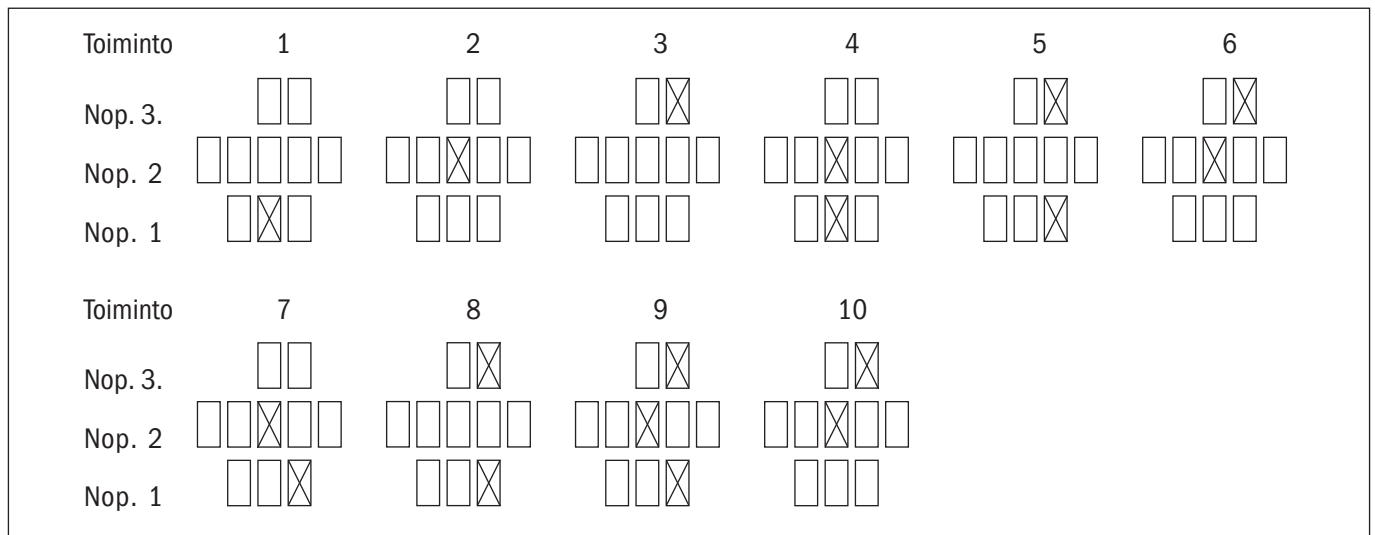 Toiminto 1 2 3 4 5 6
Nop. 3.
Nop. 2
Nop. 1
Toiminto 7 8 9 10
Nop. 3.
Nop. 2
Nop. 1